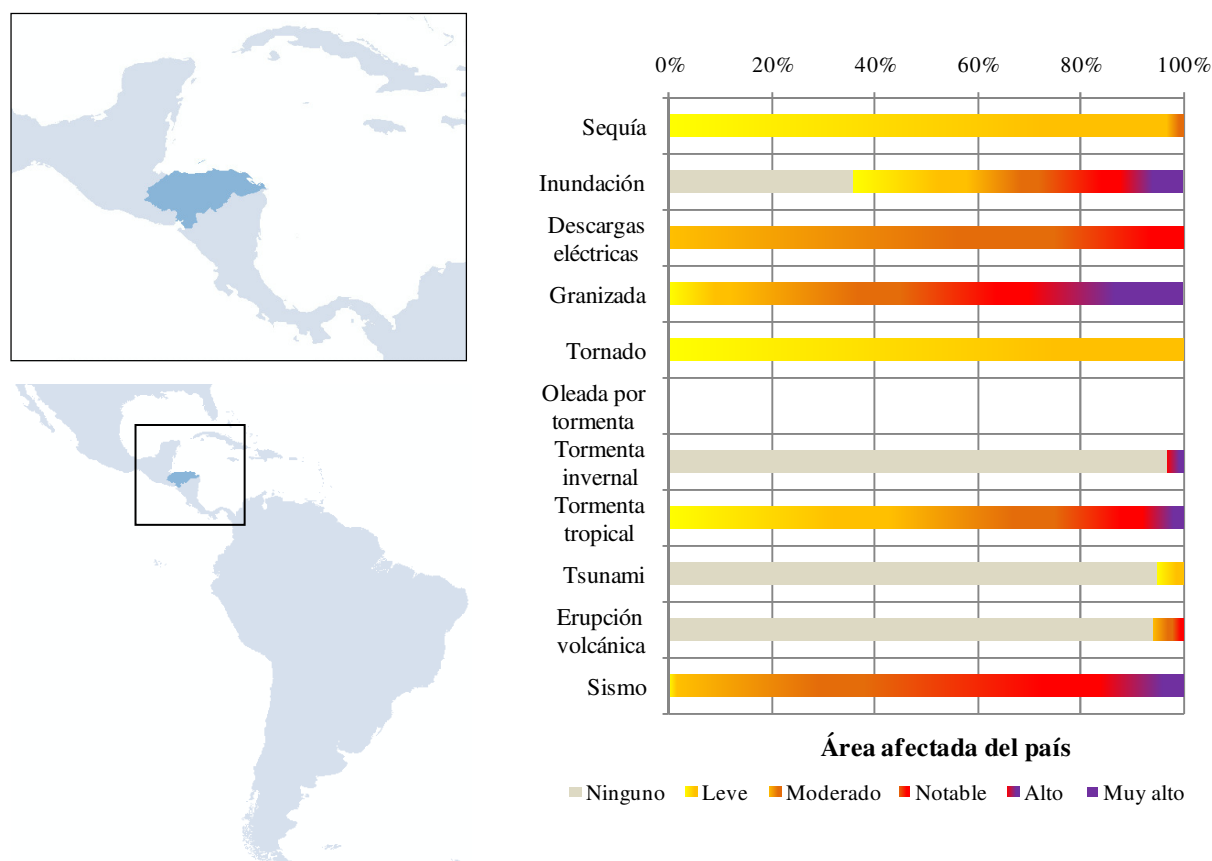 0% 20% 40% 60% 80% 100%
Sequía
Inundación
Descargas
eléctricas
Granizada
Tornado
Oleada por
tormenta
Tormenta
invernal
Tormenta
tropical
Tsunami
Erupción
volcánica
Sismo
Área afectada del país
Ninguno Leve Moderado Notable Alto Muy alto